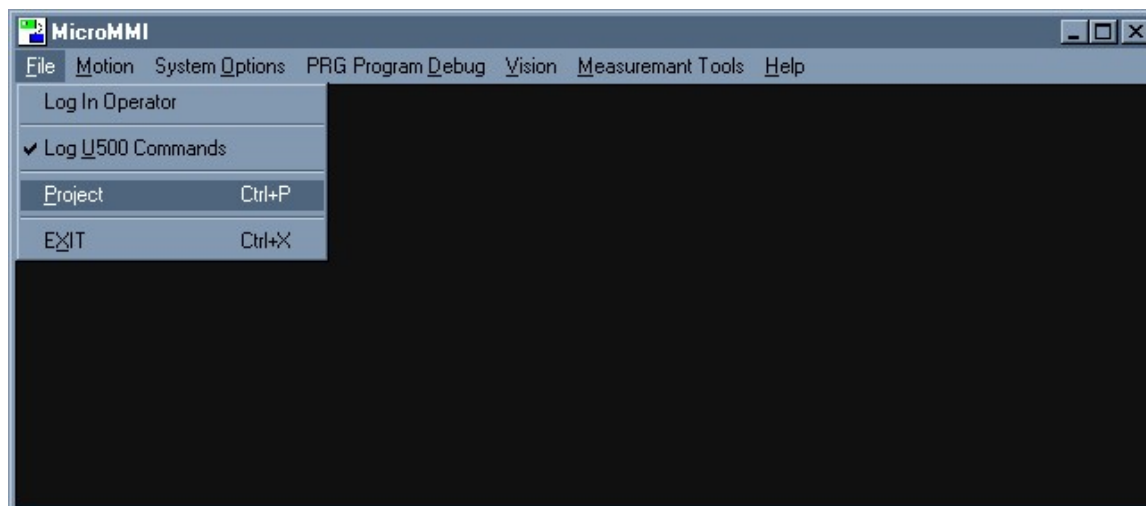 MicroMMI
File Motion System Options PRG Program Debug Vision Measuremant Tools Help
Log In Operator
Log U500 Commands
Project Ctrl+P
EXIT Ctrl+X